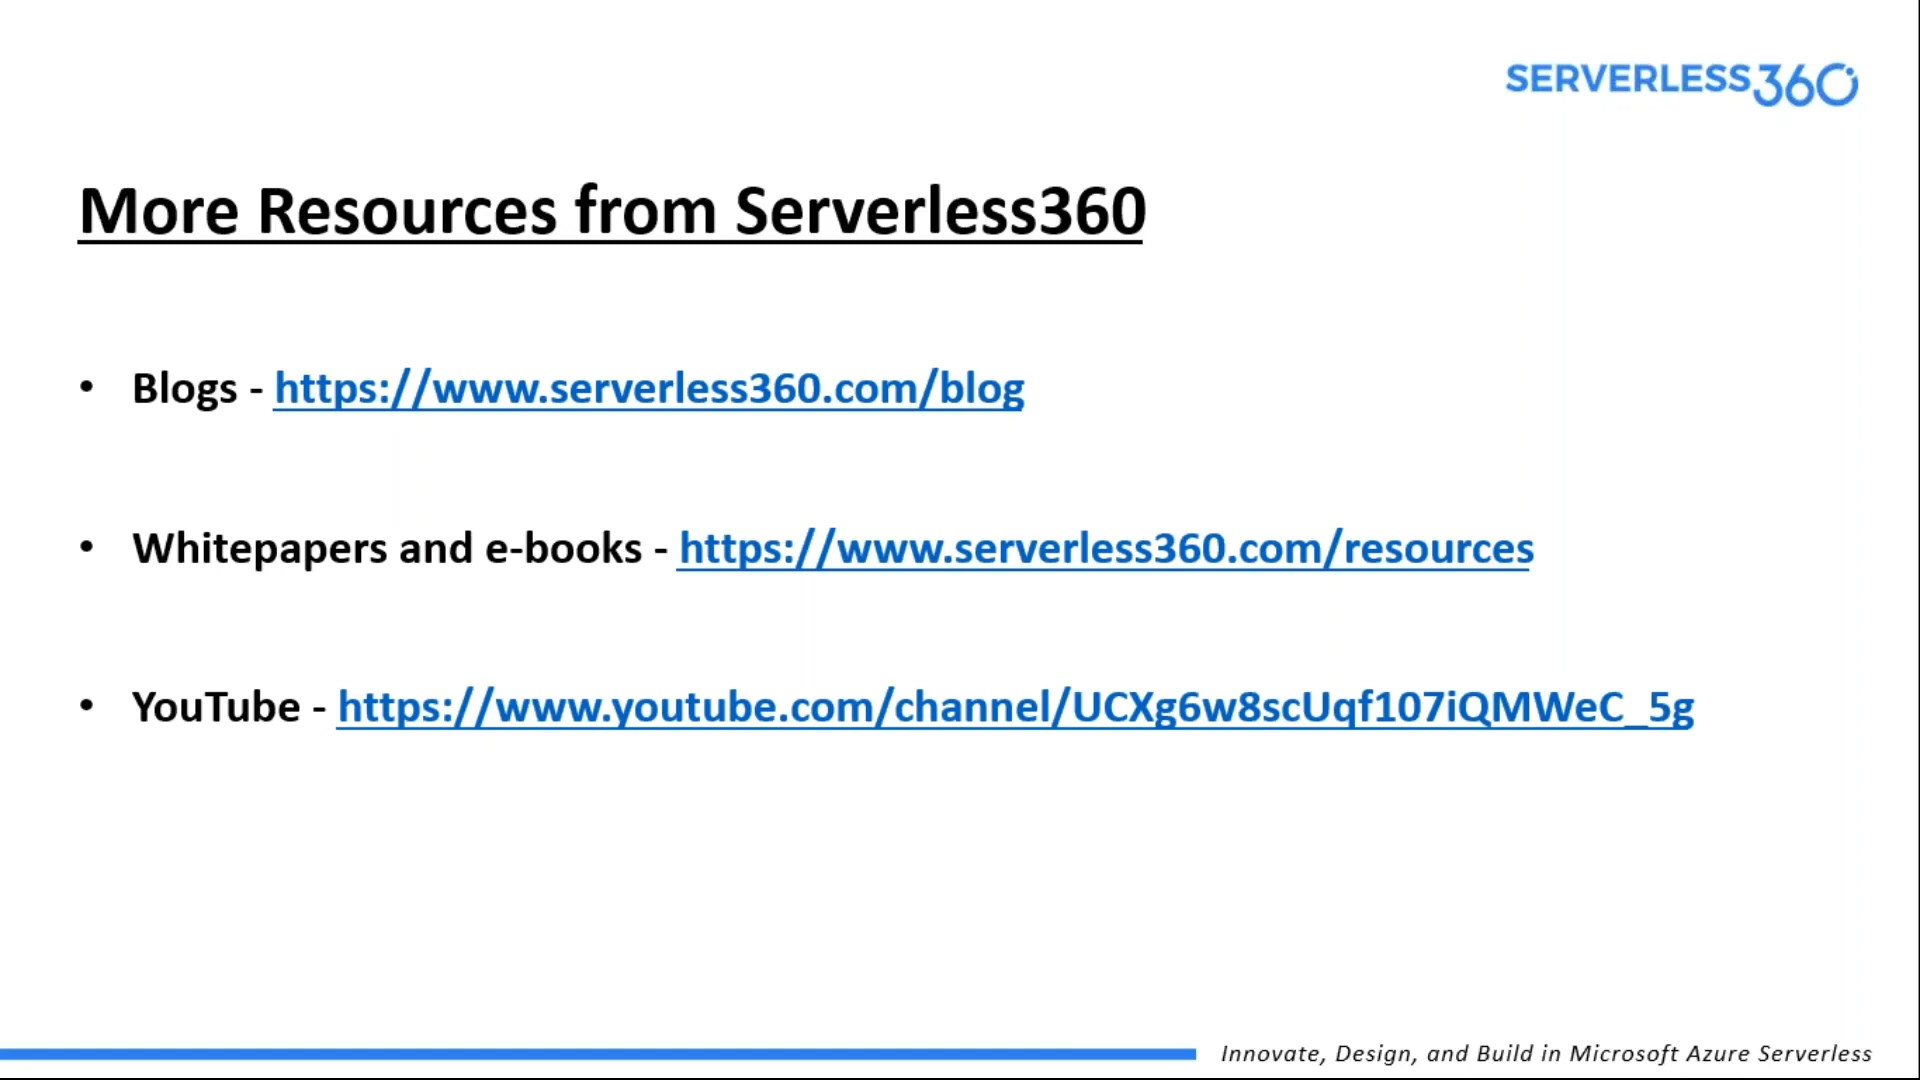 SERVERLESS360
More Resources from Serverless360
• Blogs - https://www.serverless360.com/blog
• Whitepapers and e-books - https://www.serverless360.com/resources
• YouTube - https://www.youtube.com/channel/UCXg6w8scUqf107iQMWeC_5g
Innovate, Design, and Build in Microsoft Azure Serverless